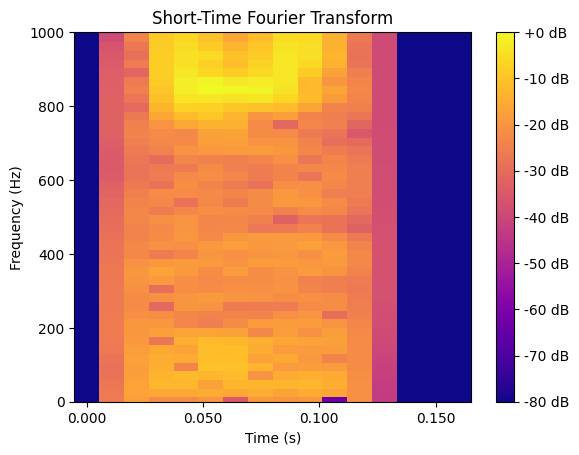 Short-Time Fourier Transform
1000
800
600
400
200
0
Frequency (Hz)
0.000
0.050
0.100
0.150
Time (s)
+0 dB
-10 dB
-20 dB
-30 dB
-40 dB
-50 dB
-60 dB
-70 dB
-80 dB